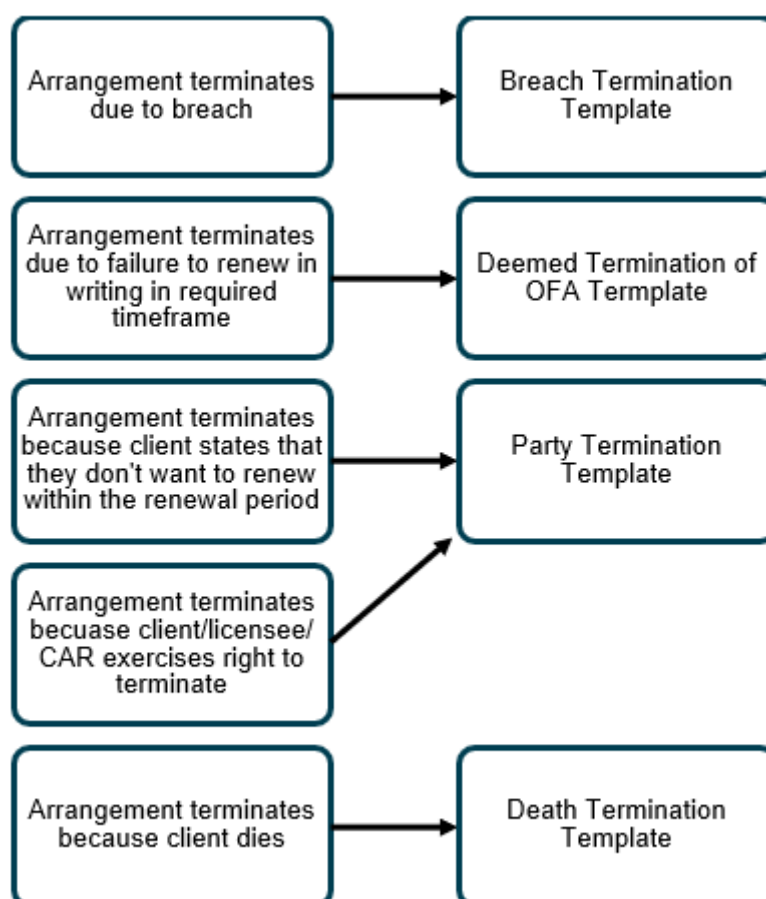 Arrangement terminates
due to breach
Breach Termination
Template
Arrangement terminates
due to failure to renew in
writing in required
timeframe
Deemed Termination of
OFA Termplate
Arrangement terminates
because client states that
they don't want to renew
within the renewal period
Party Termination
Template
Arrangement terminates
becuase client/licensee/
CAR exercises right to
terminate
Arrangement terminates
because client dies
Death Termination
Template